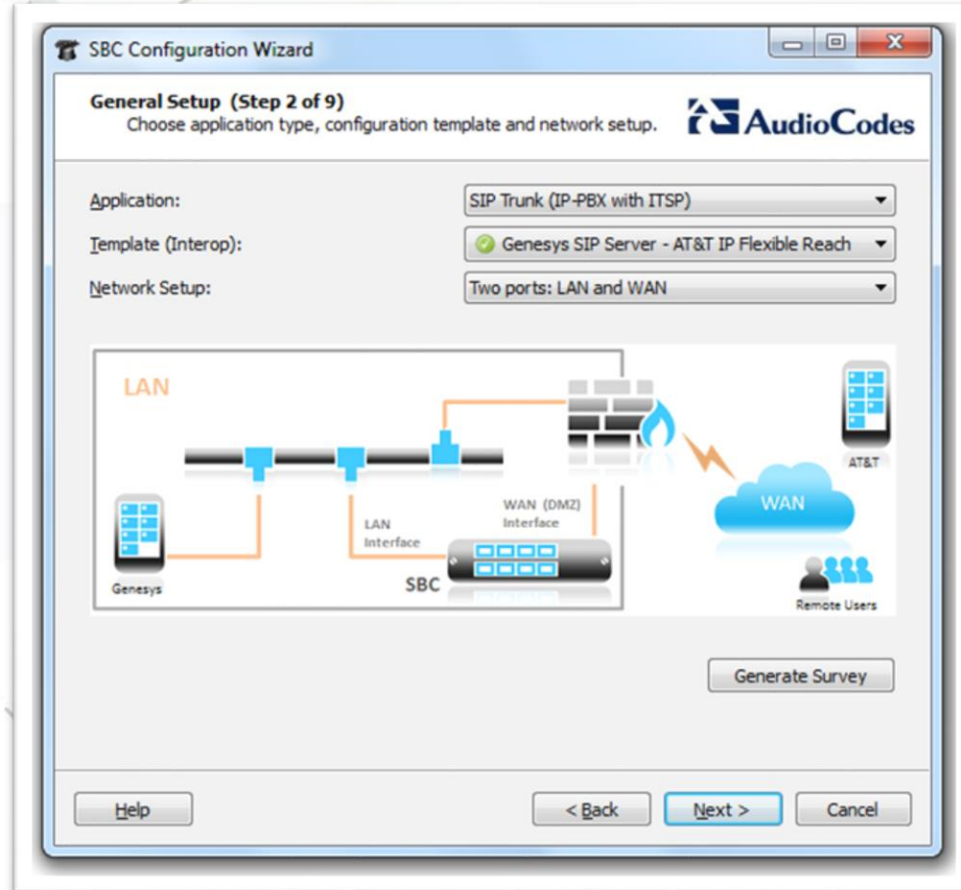 SBC Configuration Wizard
General Setup (Step 2 of 9)
Choose application type, configuration template and network setup.
AudioCodes
Application:
SIP Trunk (IP-PBX with ITSP)
Template (Interop):
Genesys SIP Server - AT&T IP Flexible Reach
Network Setup:
Two ports: LAN and WAN
LAN
AT&T
WAN (DMZ)
Interface
WAN
LAN
Interface
SBC
Genesys
Remote Users
Generate Survey
Help
< Back
Next >
Cancel